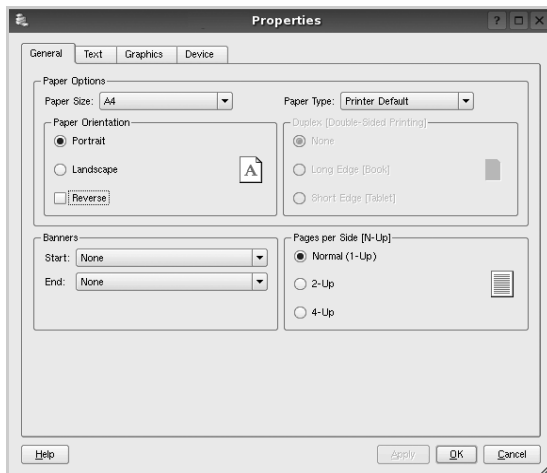 Properties
General Text Graphics Device
Paper Options
Paper Size: A4 Paper Type: Printer Default
Paper Orientation
Portrait
Landscape
Reverse
A
Duplex [Double-Sided Printing]
None
Long Edge [Book]
Short Edge [Tablet]
Banners
Start: None
End: None
Pages per Side [N-Up]
Normal (1-Up)
2-Up
4-Up
Help Apply OK Cancel